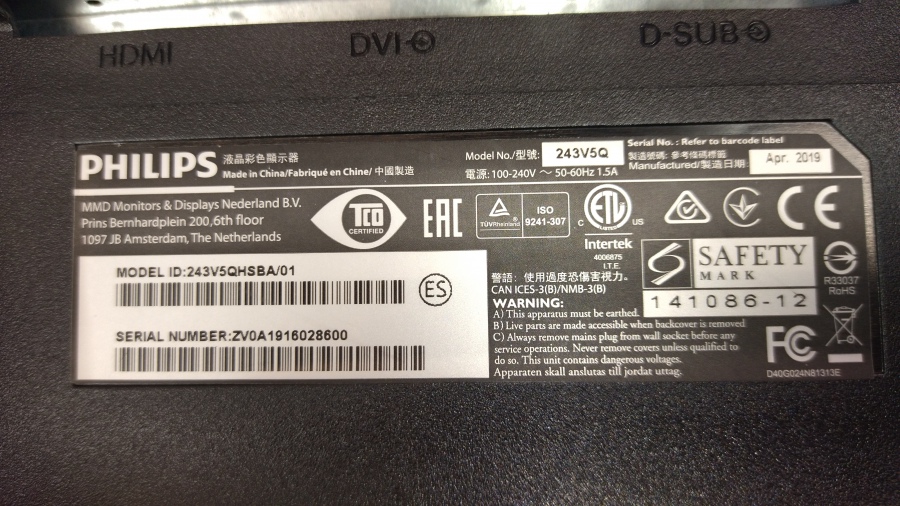 HDMI
DVI-D
D-SUB
PHILIPS
液晶彩色顯示器
Made in China/Fabriqué en Chine/ 中國製造
Model No./型號: 243V5Q
電源: 100-240V ～ 50-60Hz 1.5A
Serial No. : Refer to barcode label
製造號碼: 參考條碼標籤
Manufactured/製造日期 Apr. 2019
MMD Monitors & Displays Nederland B.V.
Prins Bernhardplein 200,6th floor
1097 JB Amsterdam, The Netherlands
TCO
CERTIFIED
EAC
TÜVRheinland
ISO
9241-307
ETL
C US
Intertek
4006875
I.T.E.
CE
MODEL ID:243V5QHSBA/01
SERIAL NUMBER:ZV0A1916028600
ES
警語: 使用過度恐傷害視力。
CAN ICES-3(B)/NMB-3(B)
WARNING:
A) This apparatus must be earthed.
B) Live parts are made accessible when backcover is removed
C) Always remove mains plug from wall socket before any
service operations. Never remove covers unless qualified to
do so. This unit contains dangerous voltages.
Apparaten skall anslutas till jordat uttag.
S
SAFETY
MARK
141086-12
R33037
RoHS
FC
D40G024N81313E